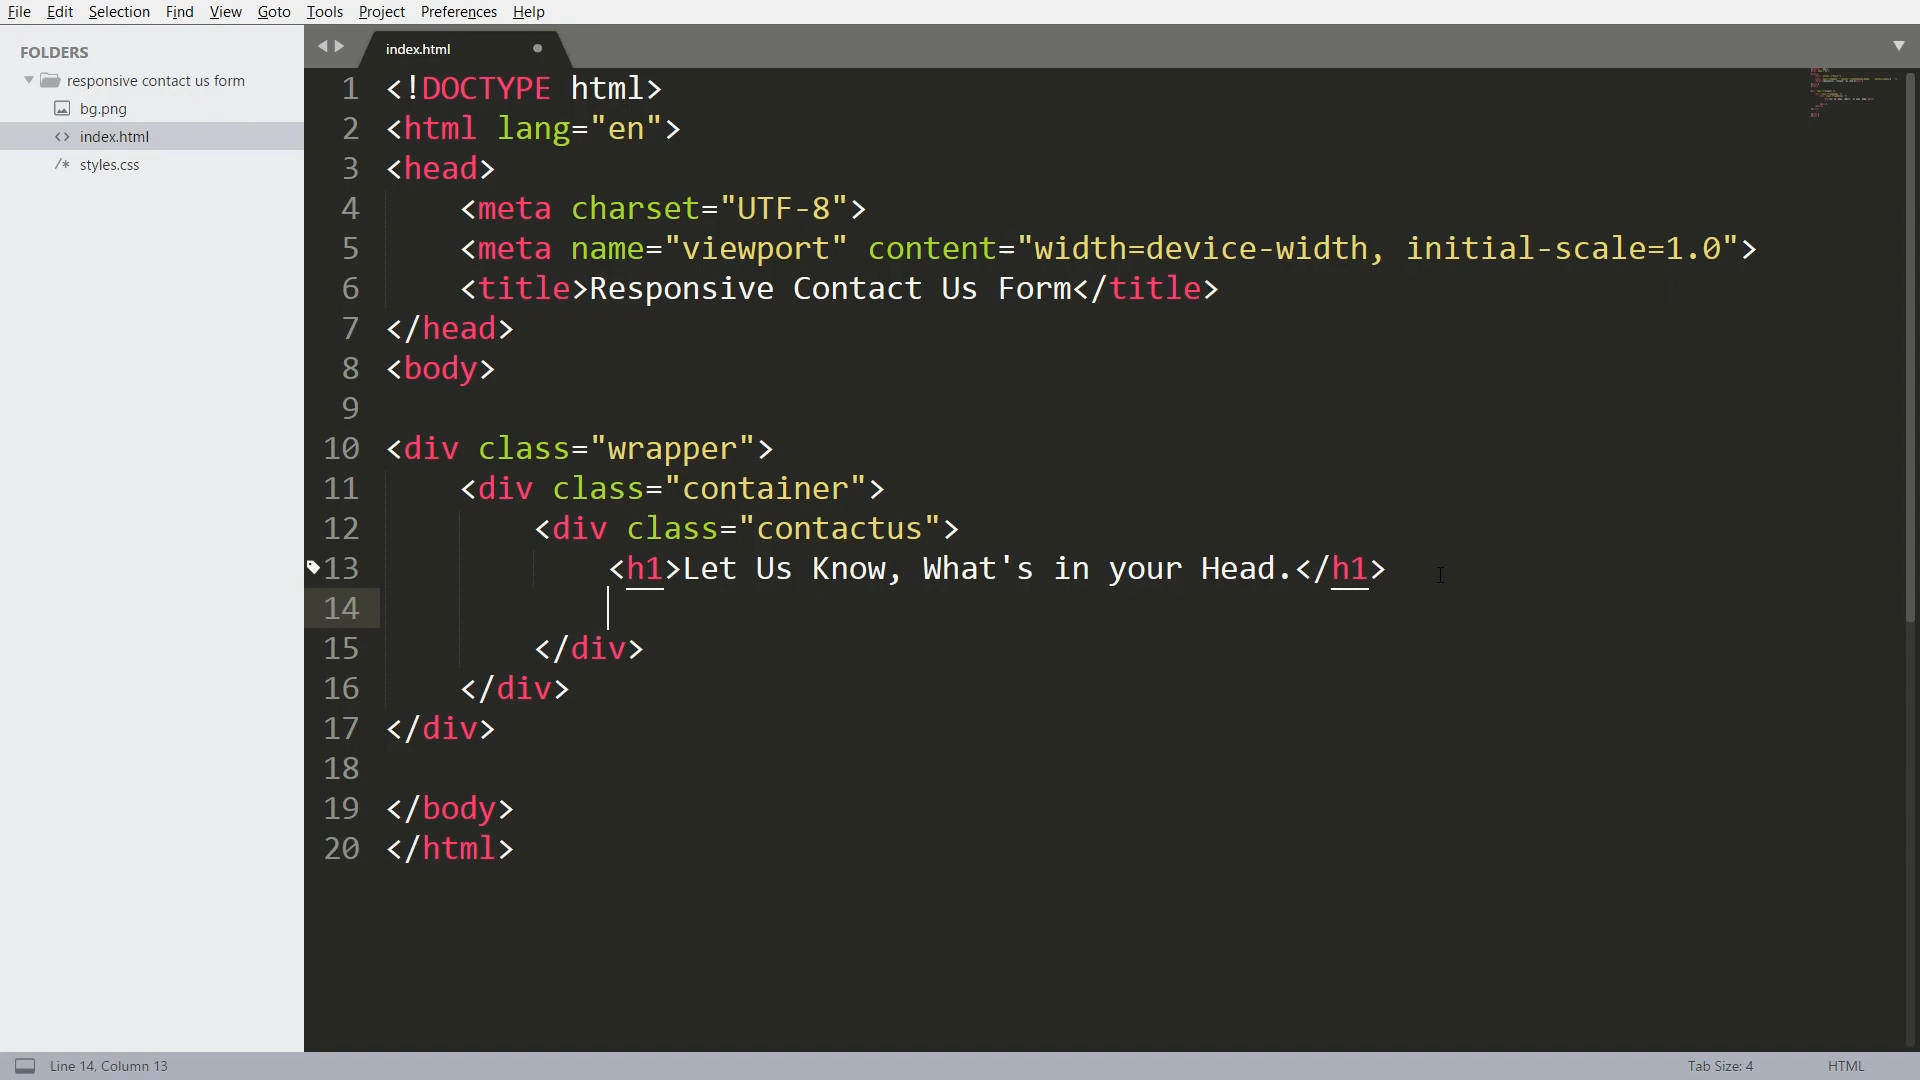 File Edit Selection Find View Goto Tools Project Preferences Help
FOLDERS
responsive contact us form
bg.png
<> index.html
/* styles.css
index.html
1 <!DOCTYPE html>
2 <html lang="en">
3 <head>
4 <meta charset="UTF-8">
5 <meta name="viewport" content="width=device-width, initial-scale=1.0">
6 <title>Responsive Contact Us Form</title>
7 </head>
8 <body>
9
10 <div class="wrapper">
11 <div class="container">
12 <div class="contactus">
13 <h1>Let Us Know, What's in your Head.</h1>
14
15 </div>
16 </div>
17 </div>
18
19 </body>
20 </html>
Line 14, Column 13 Tab Size: 4 HTML